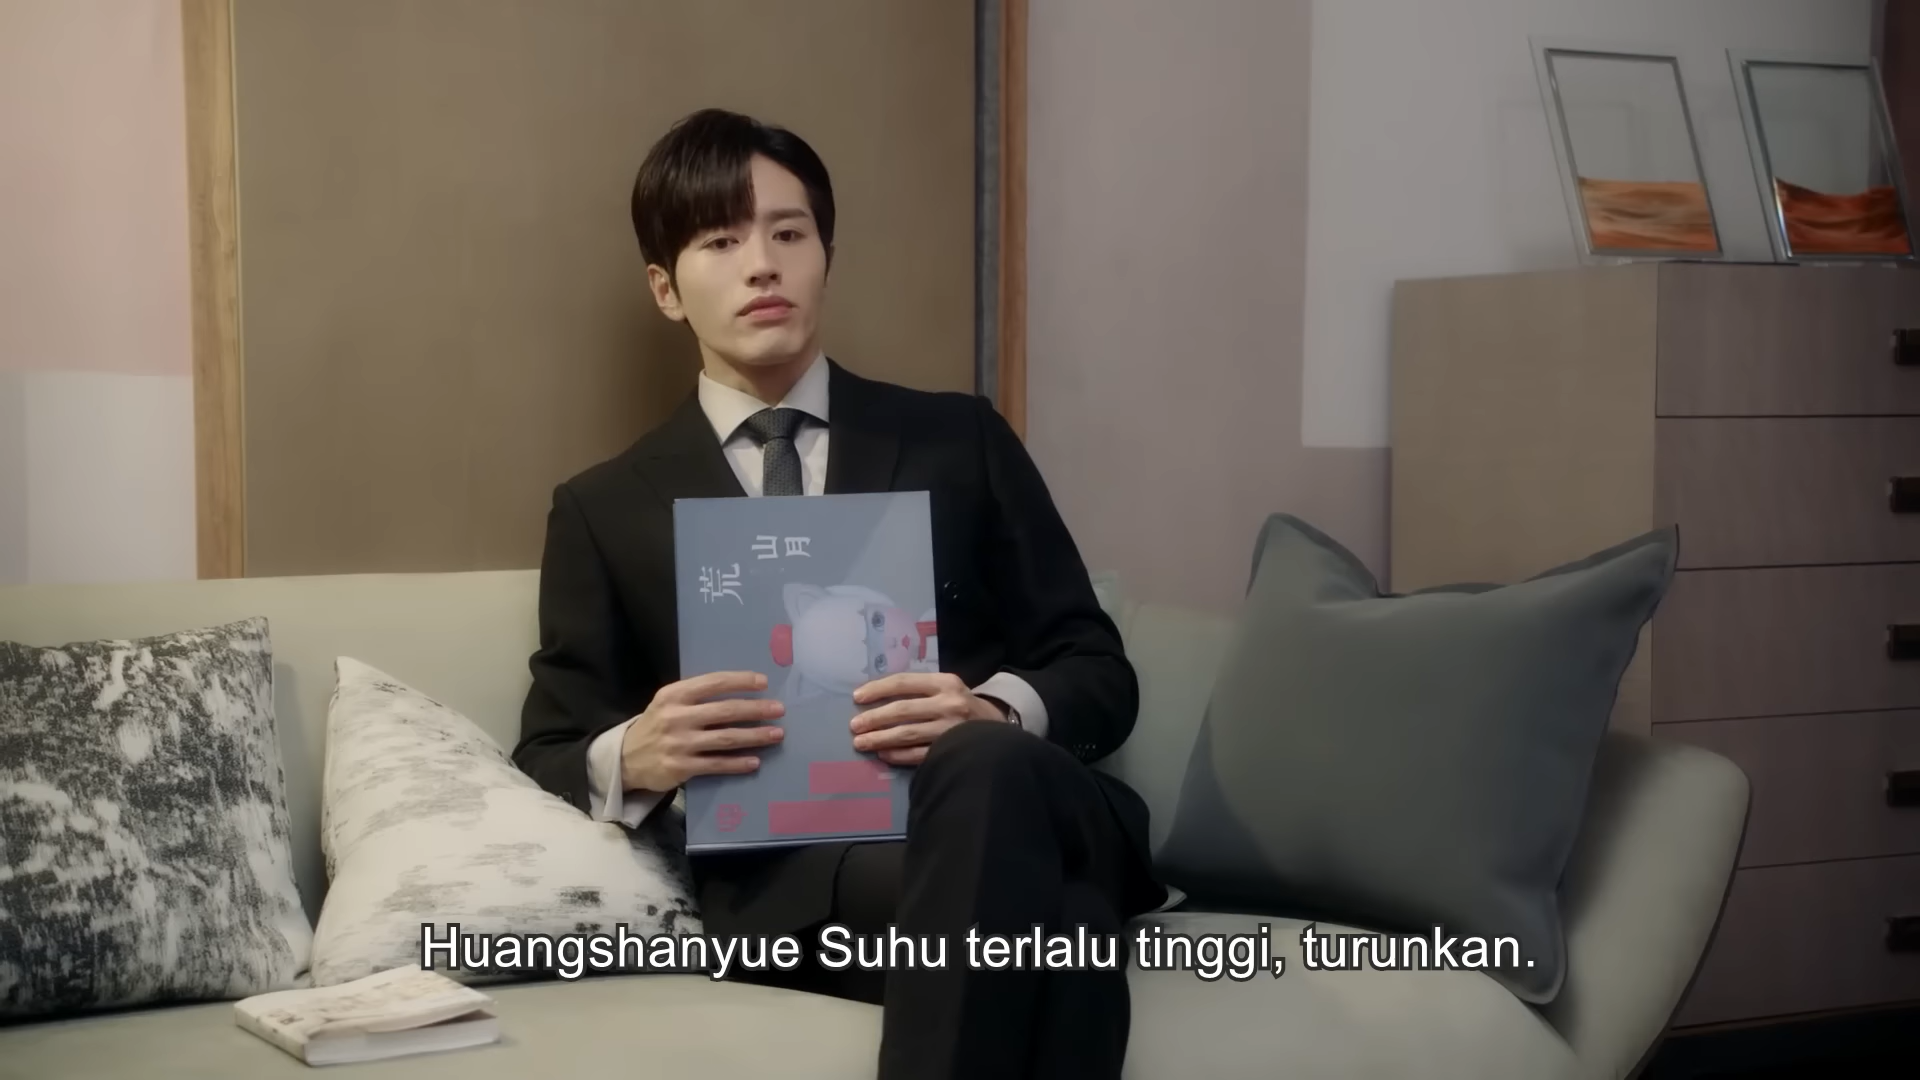 荒
山月
Huangshanyue Suhu terlalu tinggi, turunkan.